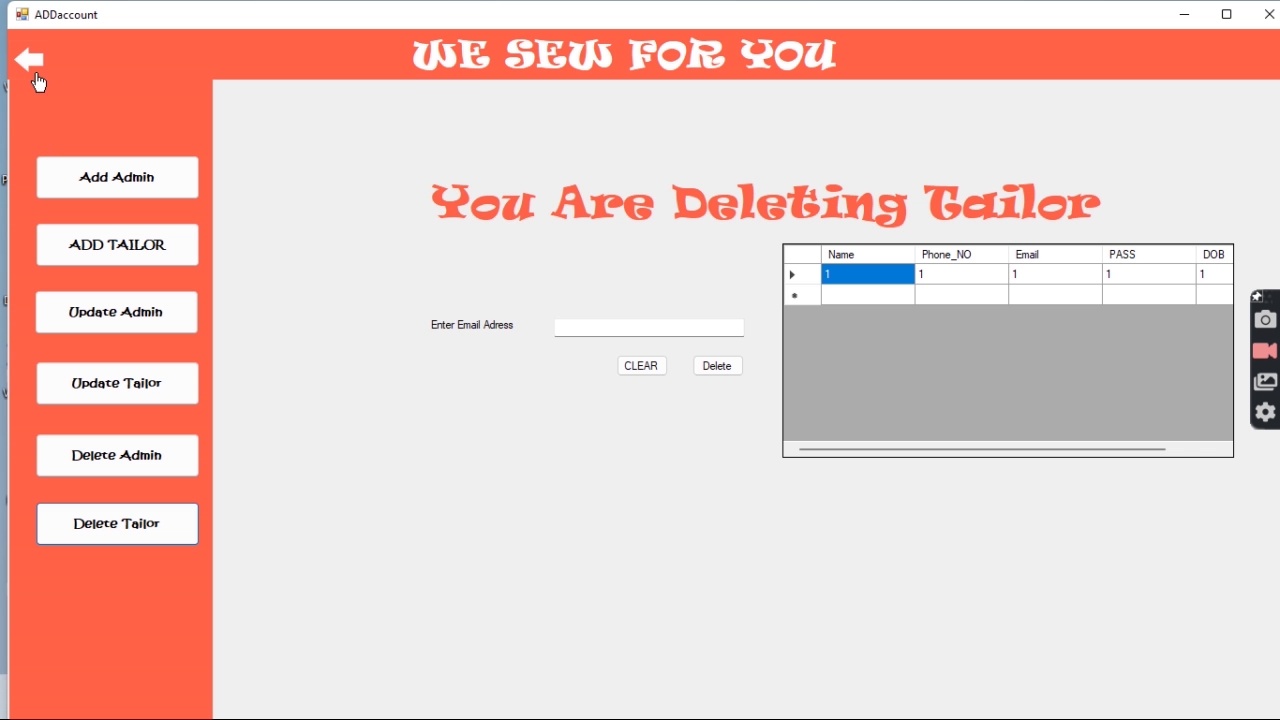 ADDaccount
WE SEW FOR YOU
Add Admin
ADD TAILOR
Update Admin
Update Tailor
Delete Admin
Delete Tailor
You Are Deleting Tailor
Enter Email Adress
CLEAR Delete
Name Phone_NO Email PASS DOB
1 1 1 1 1